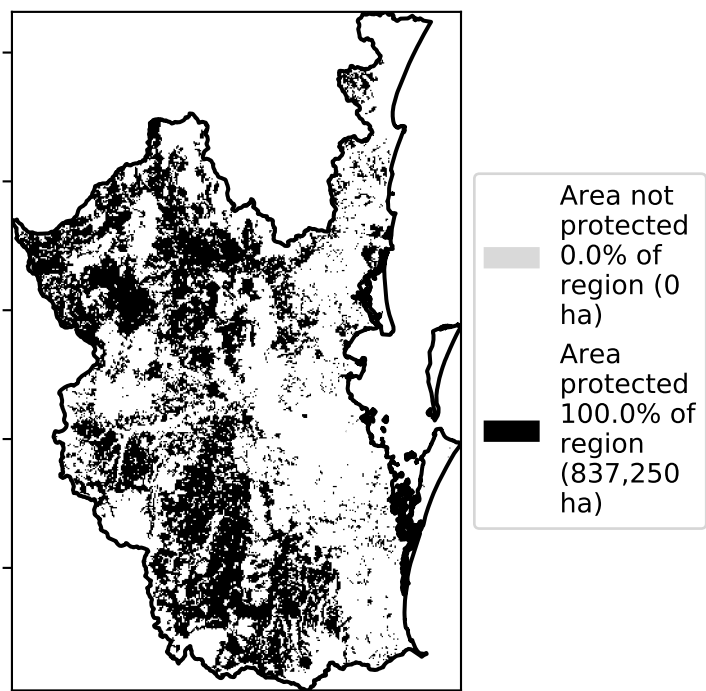 Area not
protected
0.0% of
region (0
ha)
Area
protected
100.0% of
region
(837,250
ha)